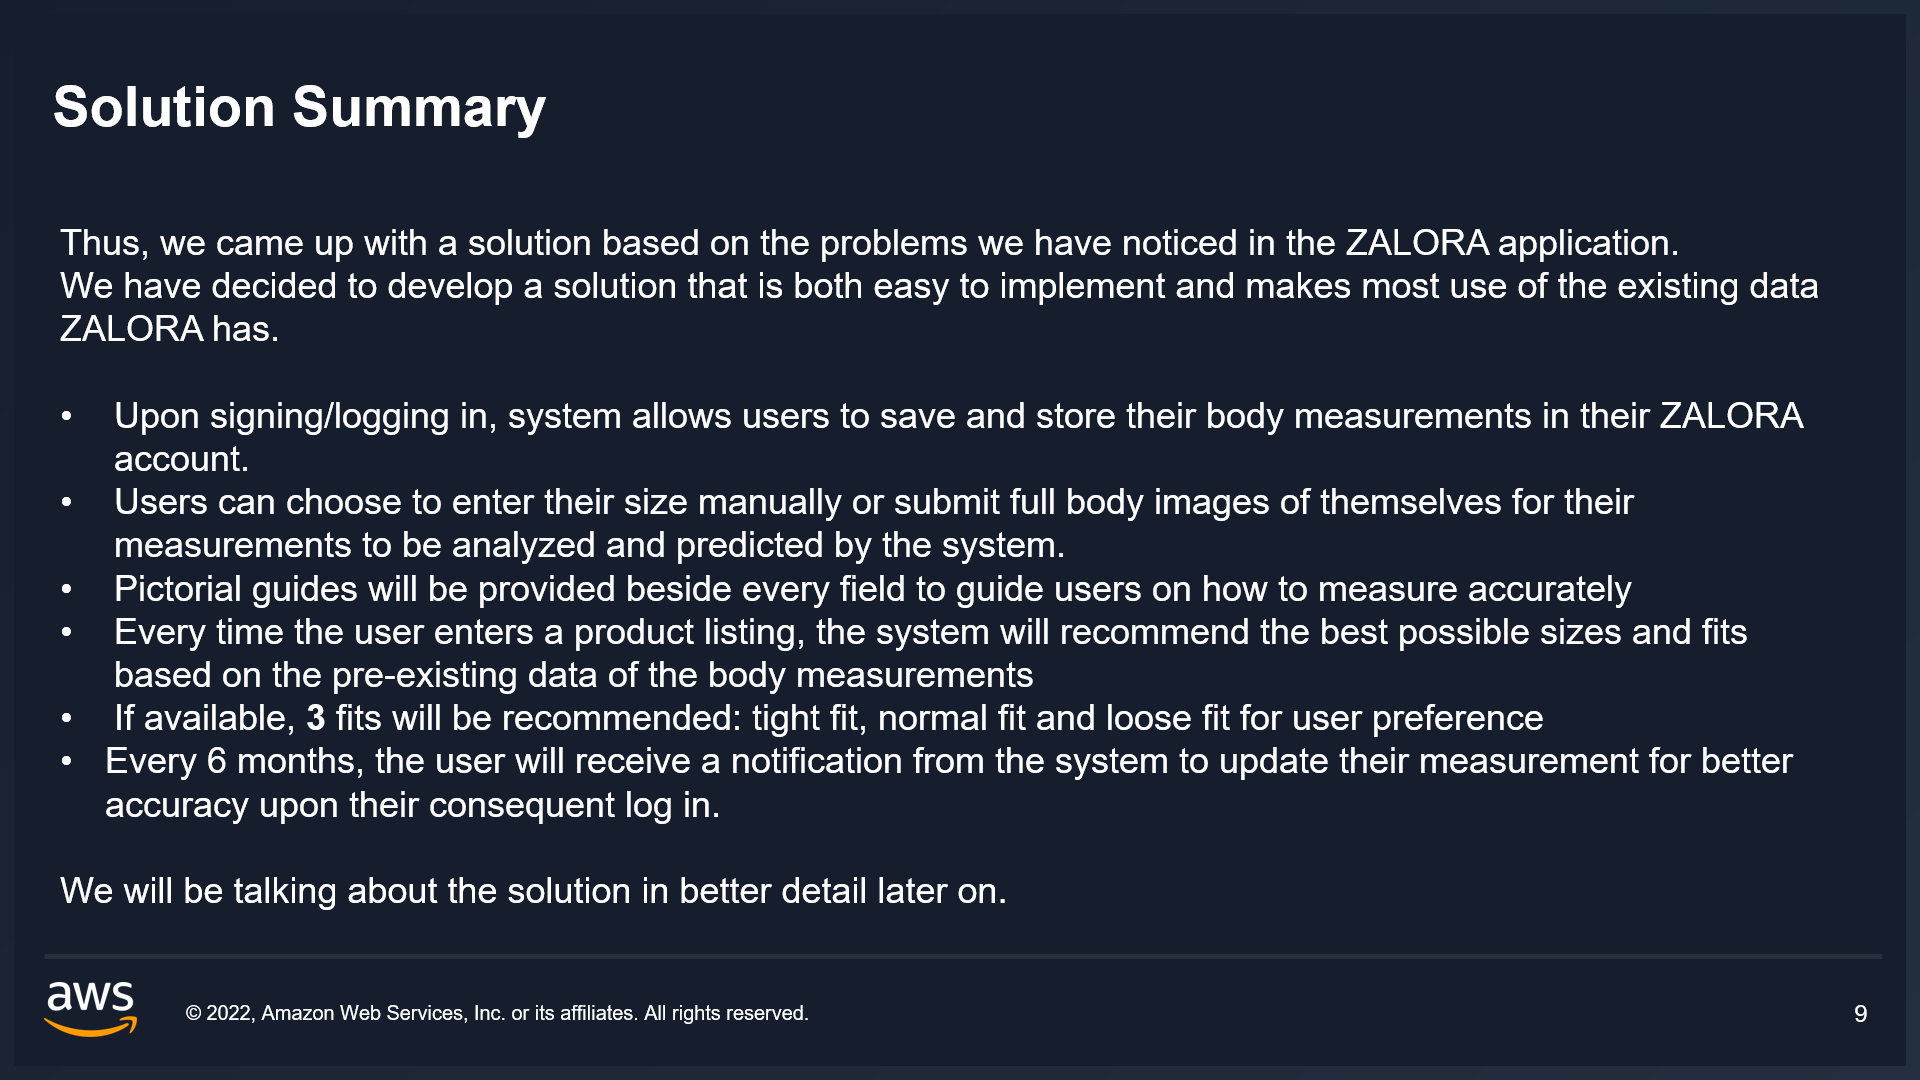 Solution Summary
Thus, we came up with a solution based on the problems we have noticed in the ZALORA application.
We have decided to develop a solution that is both easy to implement and makes most use of the existing data
ZALORA has.
• Upon signing/logging in, system allows users to save and store their body measurements in their ZALORA
account.
• Users can choose to enter their size manually or submit full body images of themselves for their
measurements to be analyzed and predicted by the system.
• Pictorial guides will be provided beside every field to guide users on how to measure accurately
• Every time the user enters a product listing, the system will recommend the best possible sizes and fits
based on the pre-existing data of the body measurements
• If available, 3 fits will be recommended: tight fit, normal fit and loose fit for user preference
• Every 6 months, the user will receive a notification from the system to update their measurement for better
accuracy upon their consequent log in.
We will be talking about the solution in better detail later on.
aws
© 2022, Amazon Web Services, Inc. or its affiliates. All rights reserved.
9